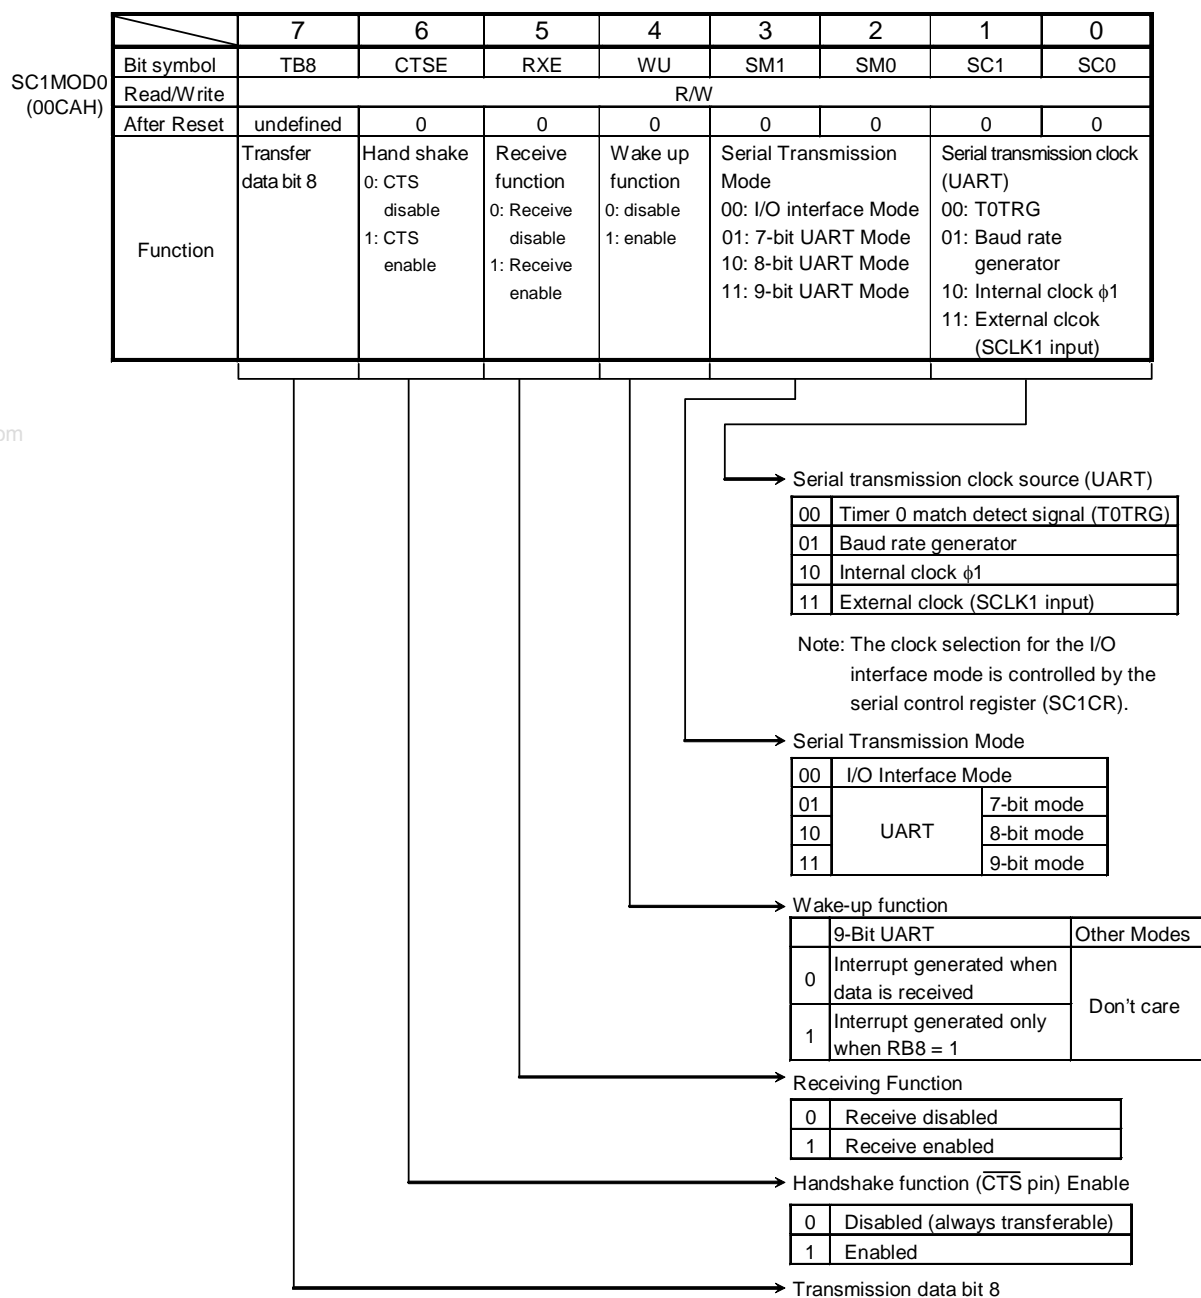 7 6 5 4 3 2 1 0
SC1MOD0
(00CAH)
Bit symbol TB8 CTSE RXE WU SM1 SM0 SC1 SC0
Read/Write R/W
After Reset undefined 0 0 0 0 0 0 0
Function
Transfer
data bit 8
Hand shake
0: CTS
disable
1: CTS
enable
Receive
function
0: Receive
disable
1: Receive
enable
Wake up
function
0: disable
1: enable
Serial Transmission
Mode
00: I/O interface Mode
01: 7-bit UART Mode
10: 8-bit UART Mode
11: 9-bit UART Mode
Serial transmission clock
(UART)
00: T0TRG
01: Baud rate
generator
10: Internal clock ϕ1
11: External clcok
(SCLK1 input)
om
Serial transmission clock source (UART)
00 Timer 0 match detect signal (T0TRG)
01 Baud rate generator
10 Internal clock ϕ1
11 External clock (SCLK1 input)
Note: The clock selection for the I/O
interface mode is controlled by the
serial control register (SC1CR).
Serial Transmission Mode
00 I/O Interface Mode
01 7-bit mode
10 UART 8-bit mode
11 9-bit mode
Wake-up function
9-Bit UART Other Modes
0 Interrupt generated when
data is received
Don't care
1 Interrupt generated only
when RB8 = 1
Receiving Function
0 Receive disabled
1 Receive enabled
Handshake function (C̅T̅S̅ pin) Enable
0 Disabled (always transferable)
1 Enabled
Transmission data bit 8